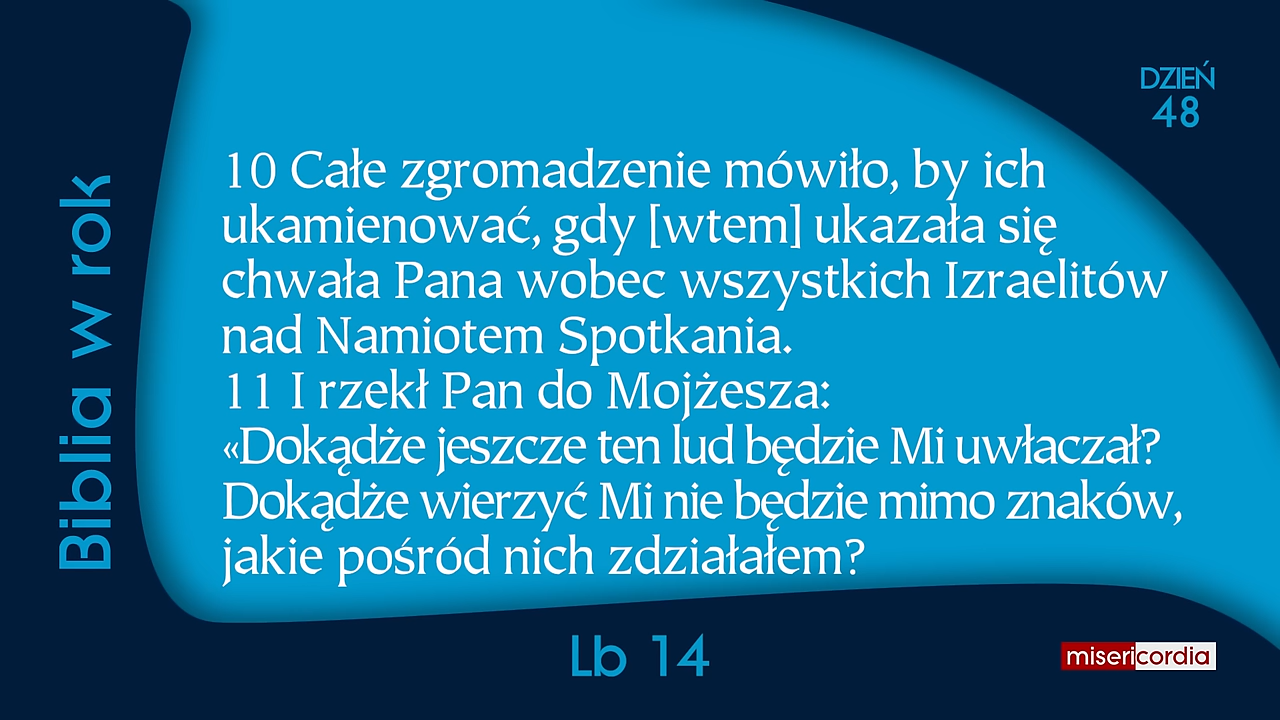 DZIEŃ
48
Biblia w rok
10 Całe zgromadzenie mówiło, by ich
ukamienować, gdy [wtem] ukazała się
chwała Pana wobec wszystkich Izraelitów
nad Namiotem Spotkania.
11 I rzekł Pan do Mojżesza:
«Dokądże jeszcze ten lud będzie Mi uwłaczał?
Dokądże wierzyć Mi nie będzie mimo znaków,
jakie pośród nich zdziałałem?
Lb 14
misericordia